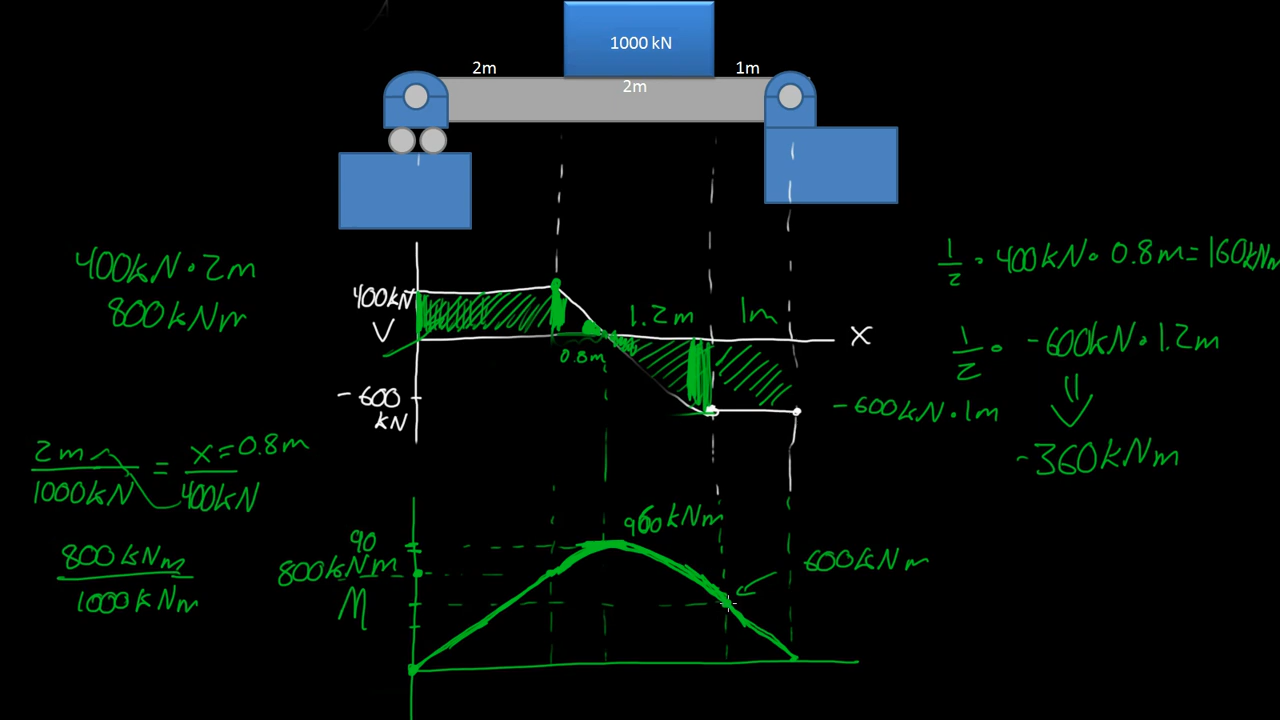 1000 kN
2m
1m
2m
400kN·2m
800kNm
400kN
V
-600
kN
0.8m
1.2m
1m
X
-600kN·1m
1/2 · 400kN · 0.8m=160kNm
1/2 · -600kN·1.2m
-360kNm
2m/1000kN = x/400kN =0.8m
800kNm/1000kNm
90
800kNm
M
960kNm
600kNm